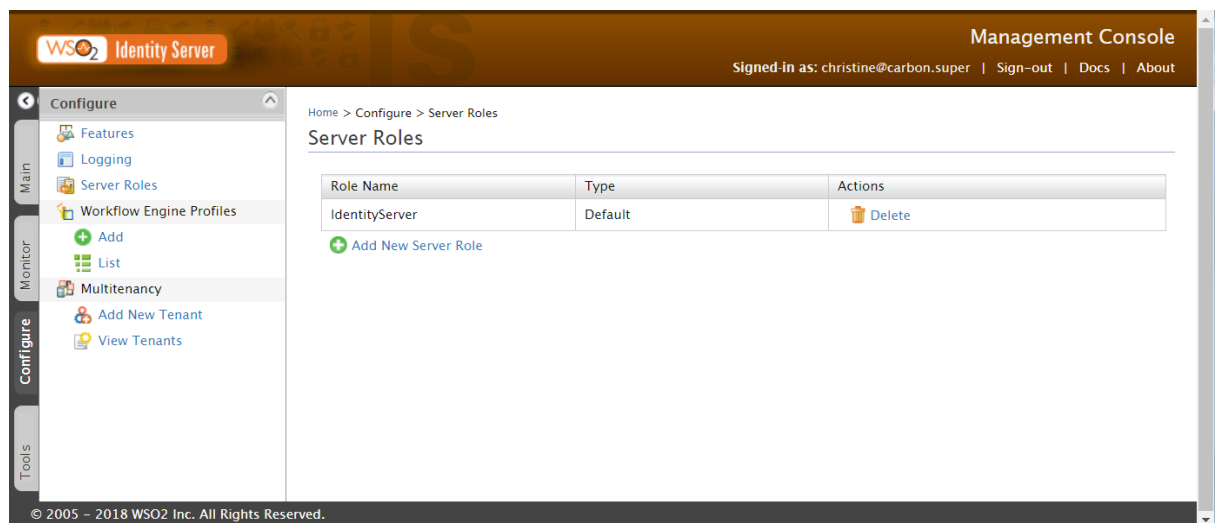 WSO2 Identity Server
Management Console
Signed-in as: christine@carbon.super | Sign-out | Docs | About
Main
Monitor
Configure
Tools
Configure
Features
Logging
Server Roles
Workflow Engine Profiles
Add
List
Multitenancy
Add New Tenant
View Tenants
Home > Configure > Server Roles
Server Roles
Role Name Type Actions
IdentityServer Default Delete
Add New Server Role
© 2005 – 2018 WSO2 Inc. All Rights Reserved.